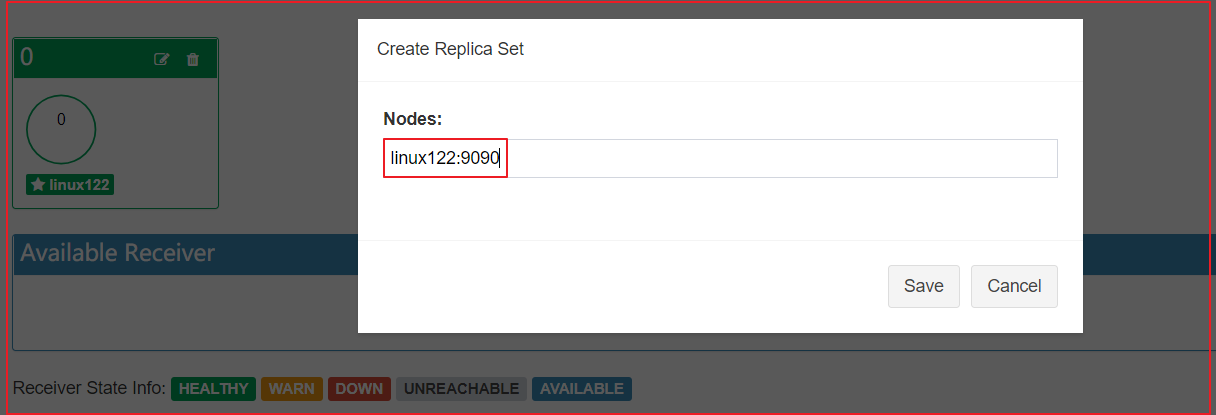 Create Replica Set
0
Nodes:
0
linux122:9090
linux122
Available Receiver
Save Cancel
Receiver State Info: HEALTHY WARN DOWN UNREACHABLE AVAILABLE